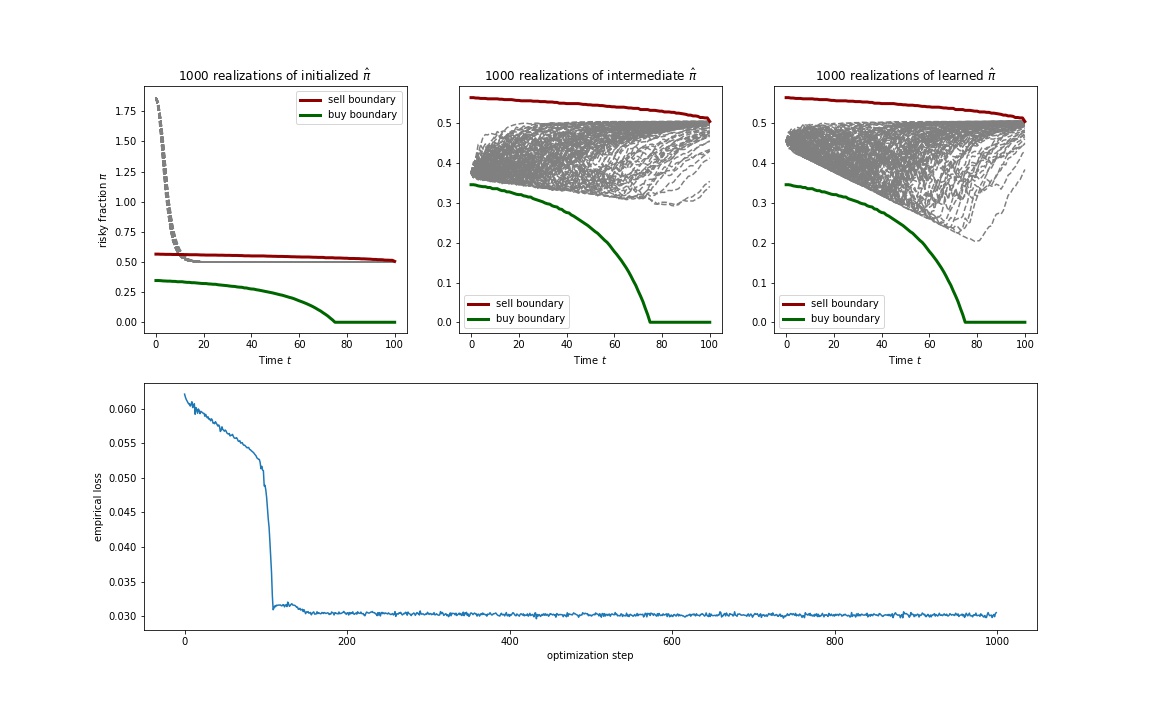 1000 realizations of initialized π̂
1000 realizations of intermediate π̂
1000 realizations of learned π̂
risky fraction π
1.75
1.50
1.25
1.00
0.75
0.50
0.25
0.00
sell boundary
buy boundary
0 20 40 60 80 100
Time t
0.5
0.4
0.3
0.2
0.1
0.0
sell boundary
buy boundary
0 20 40 60 80 100
Time t
0.5
0.4
0.3
0.2
0.1
0.0
sell boundary
buy boundary
0 20 40 60 80 100
Time t
empirical loss
0.060
0.055
0.050
0.045
0.040
0.035
0.030
0 200 400 600 800 1000
optimization step